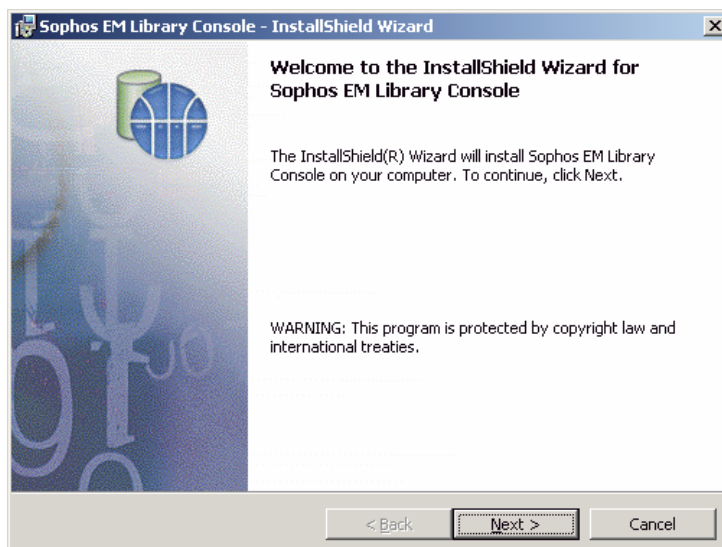 Sophos EM Library Console - InstallShield Wizard
Welcome to the InstallShield Wizard for
Sophos EM Library Console
The InstallShield(R) Wizard will install Sophos EM Library
Console on your computer. To continue, click Next.
WARNING: This program is protected by copyright law and
international treaties.
< Back
Next >
Cancel